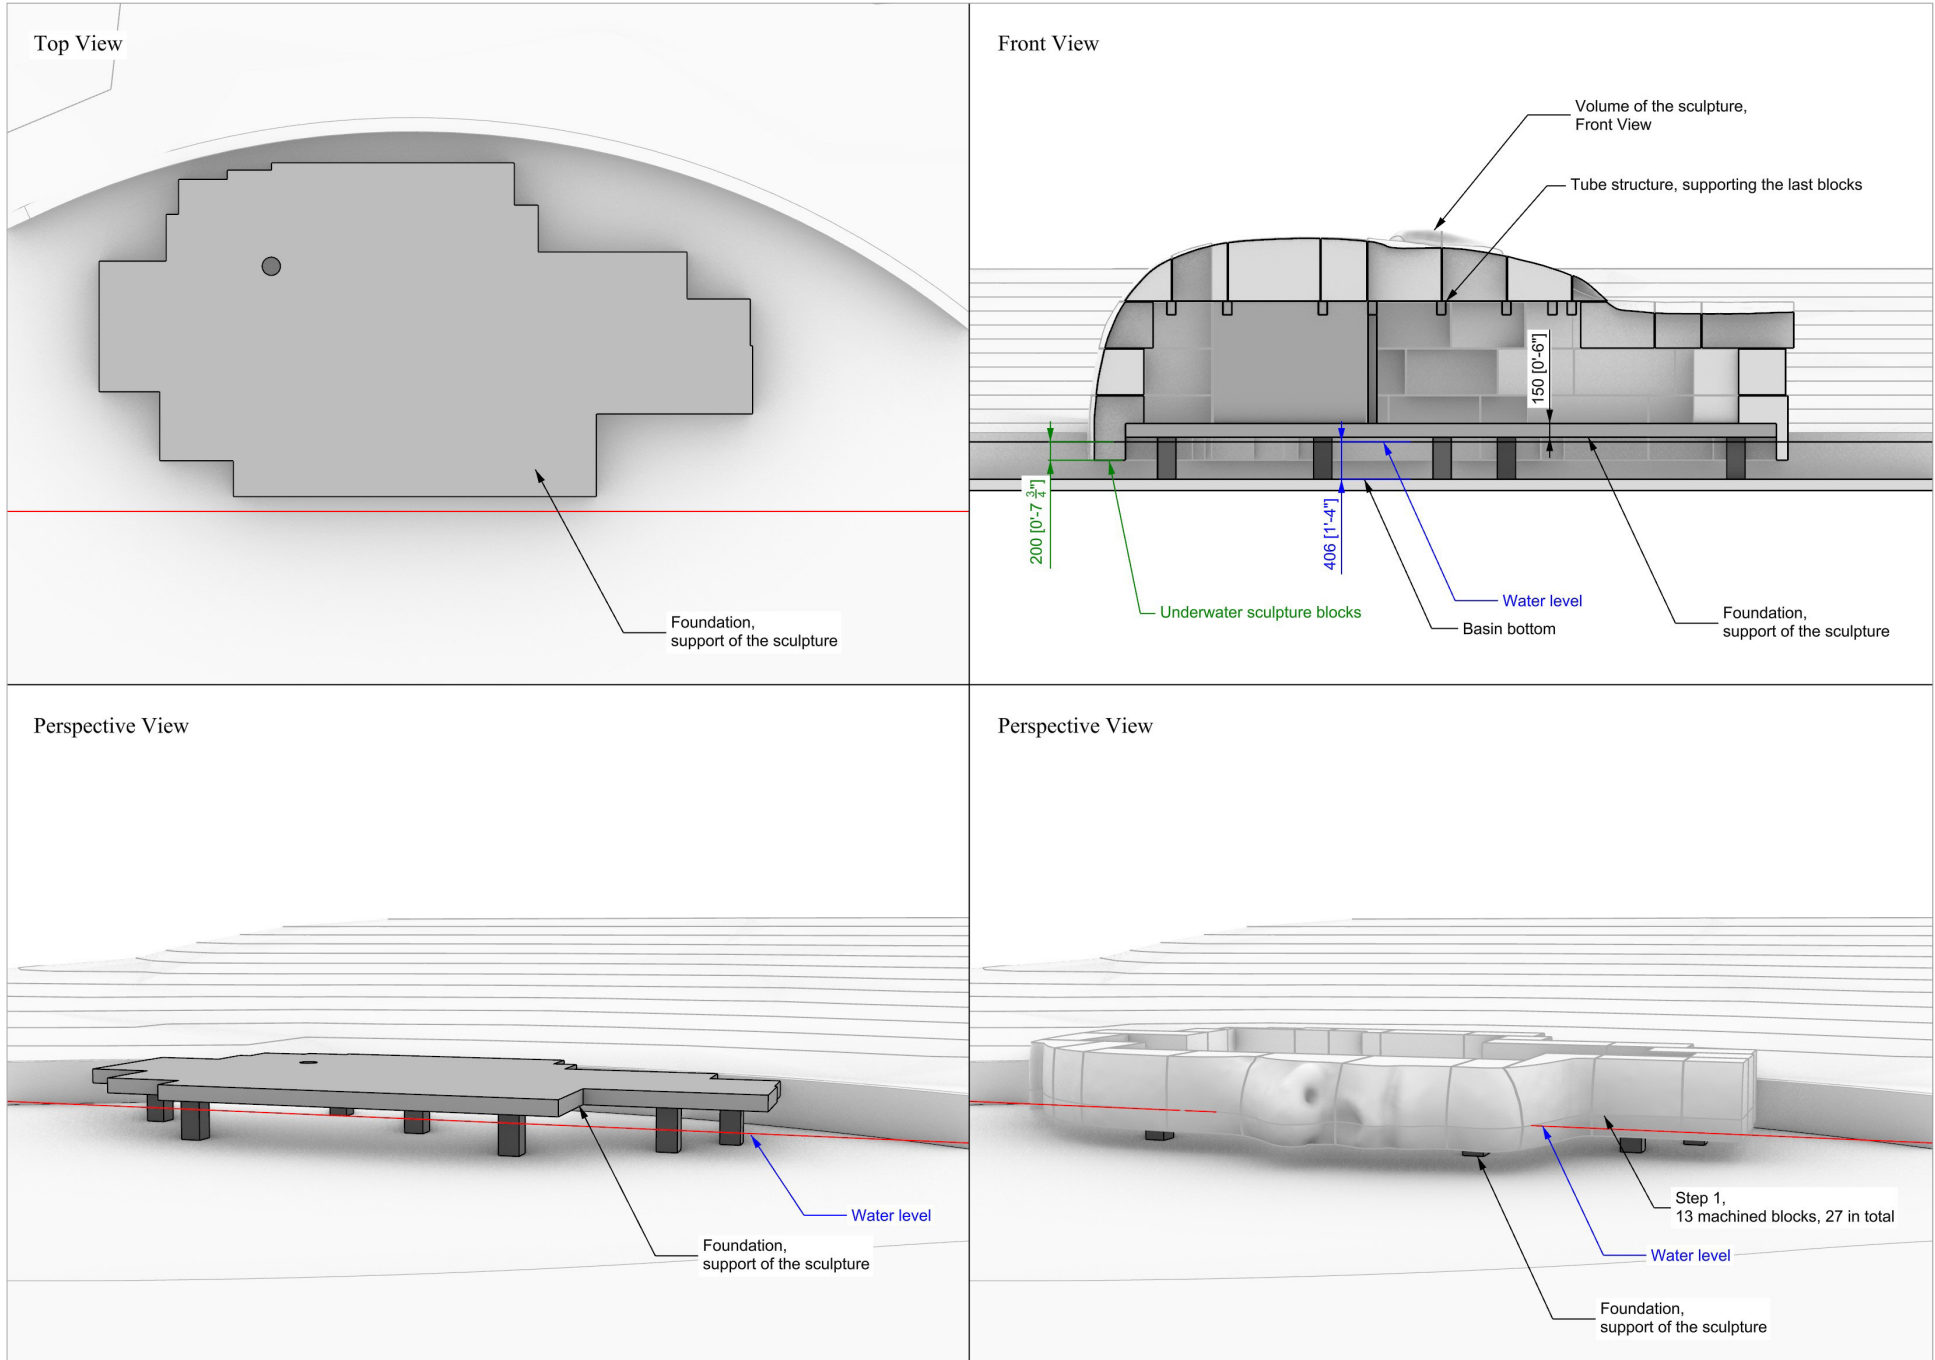 Top View
Foundation,
support of the sculpture
Front View
Volume of the sculpture,
Front View
Tube structure, supporting the last blocks
150 [0'-6"]
200 [0'-7 3/4"]
406 [1'-4"]
Underwater sculpture blocks
Water level
Basin bottom
Foundation,
support of the sculpture
Perspective View
Water level
Foundation,
support of the sculpture
Perspective View
Step 1,
13 machined blocks, 27 in total
Water level
Foundation,
support of the sculpture